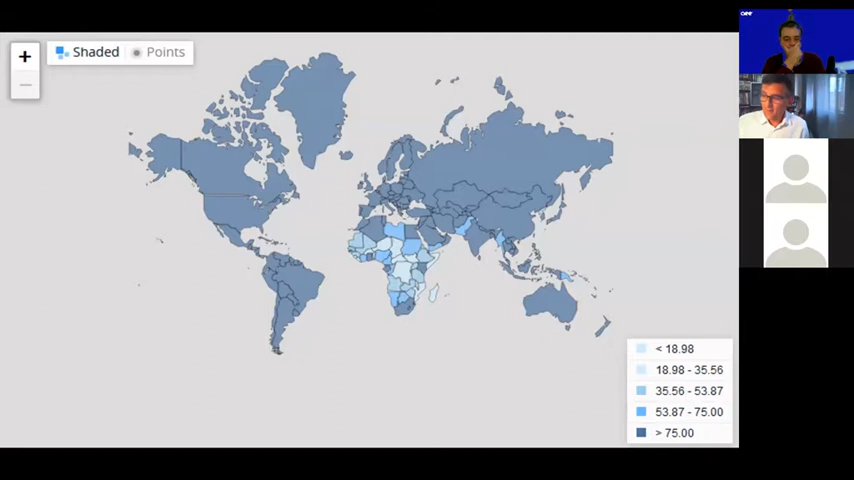 +
Shaded Points
< 18.98
18.98 - 35.56
35.56 - 53.87
53.87 - 75.00
> 75.00